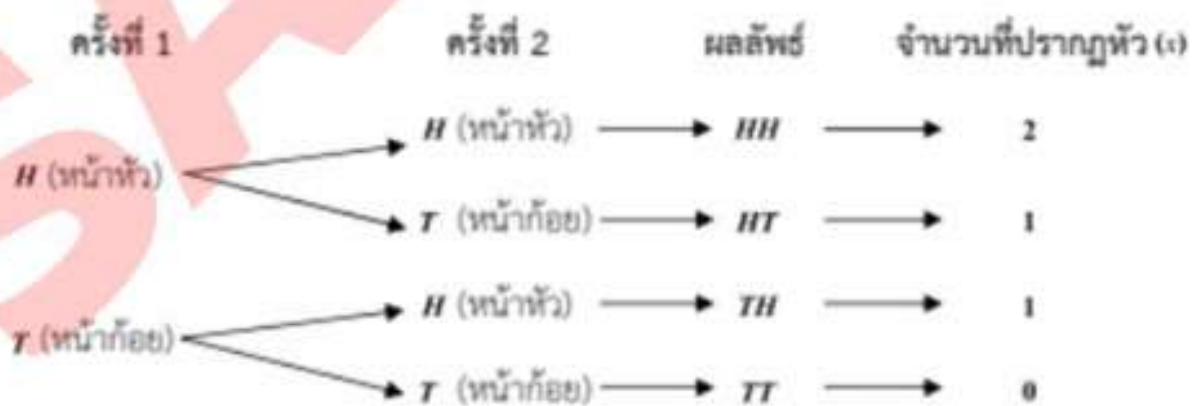 ครั้งที่ 1 ครั้งที่ 2 ผลลัพธ์ จำนวนที่ปรากฏหัว
H (หน้าหัว) HH 2
H (หน้าหัว)
T (หน้าก้อย) HT 1
H (หน้าหัว) TH 1
T (หน้าก้อย)
T (หน้าก้อย) TT 0